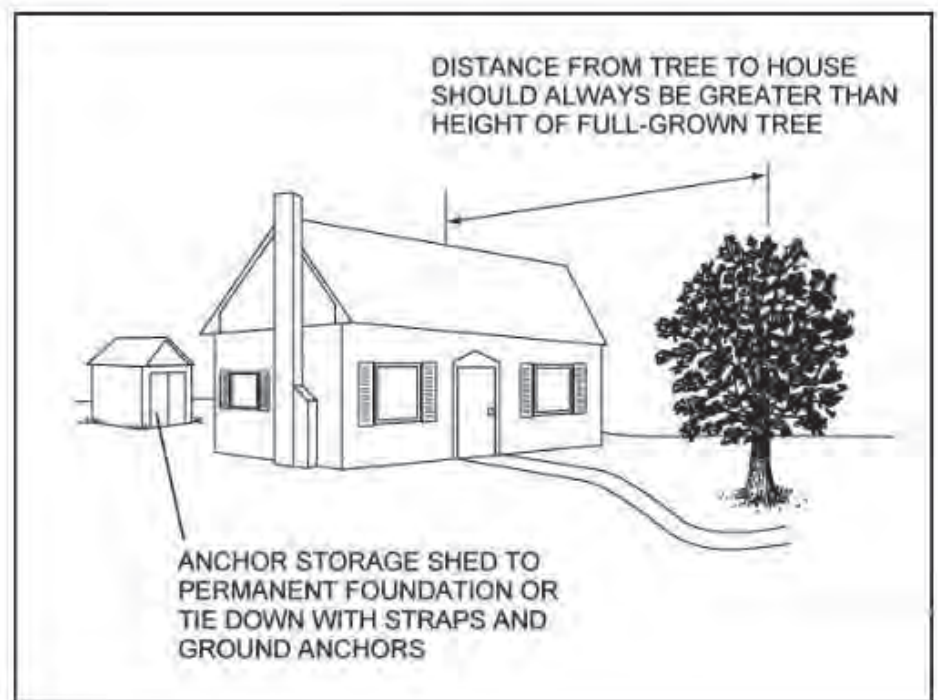 DISTANCE FROM TREE TO HOUSE
SHOULD ALWAYS BE GREATER THAN
HEIGHT OF FULL-GROWN TREE
ANCHOR STORAGE SHED TO
PERMANENT FOUNDATION OR
TIE DOWN WITH STRAPS AND
GROUND ANCHORS